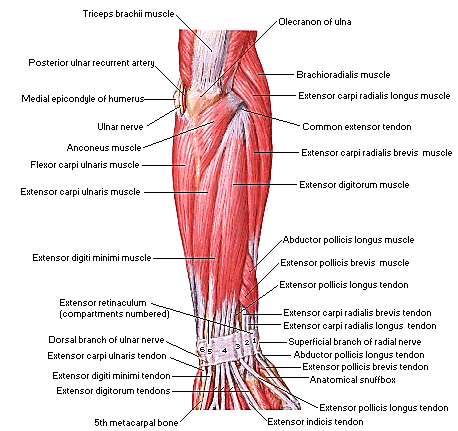 Triceps brachii muscle
Olecranon of ulna
Posterior ulnar recurrent artery
Brachioradialis muscle
Medial epicondyle of humerus
Extensor carpi radialis longus muscle
Ulnar nerve
Common extensor tendon
Anconeus muscle
Extensor carpi radialis brevis muscle
Flexor carpi ulnaris muscle
Extensor carpi ulnaris muscle
Extensor digitorum muscle
Abductor pollicis longus muscle
Extensor digiti minimi muscle
Extensor pollicis brevis muscle
Extensor pollicis longus tendon
Extensor retinaculum
(compartments numbered)
Extensor carpi radialis brevis tendon
Extensor carpi radialis longus tendon
Dorsal branch of ulnar nerve
Superficial branch of radial nerve
6 5 4 3 2 1
Extensor carpi ulnaris tendon
Abductor pollicis longus tendon
Extensor pollicis brevis tendon
Extensor digiti minimi tendon
Anatomical snuffbox
Extensor digitorum tendons
Extensor pollicis longus tendon
5th metacarpal bone
Extensor indicis tendon